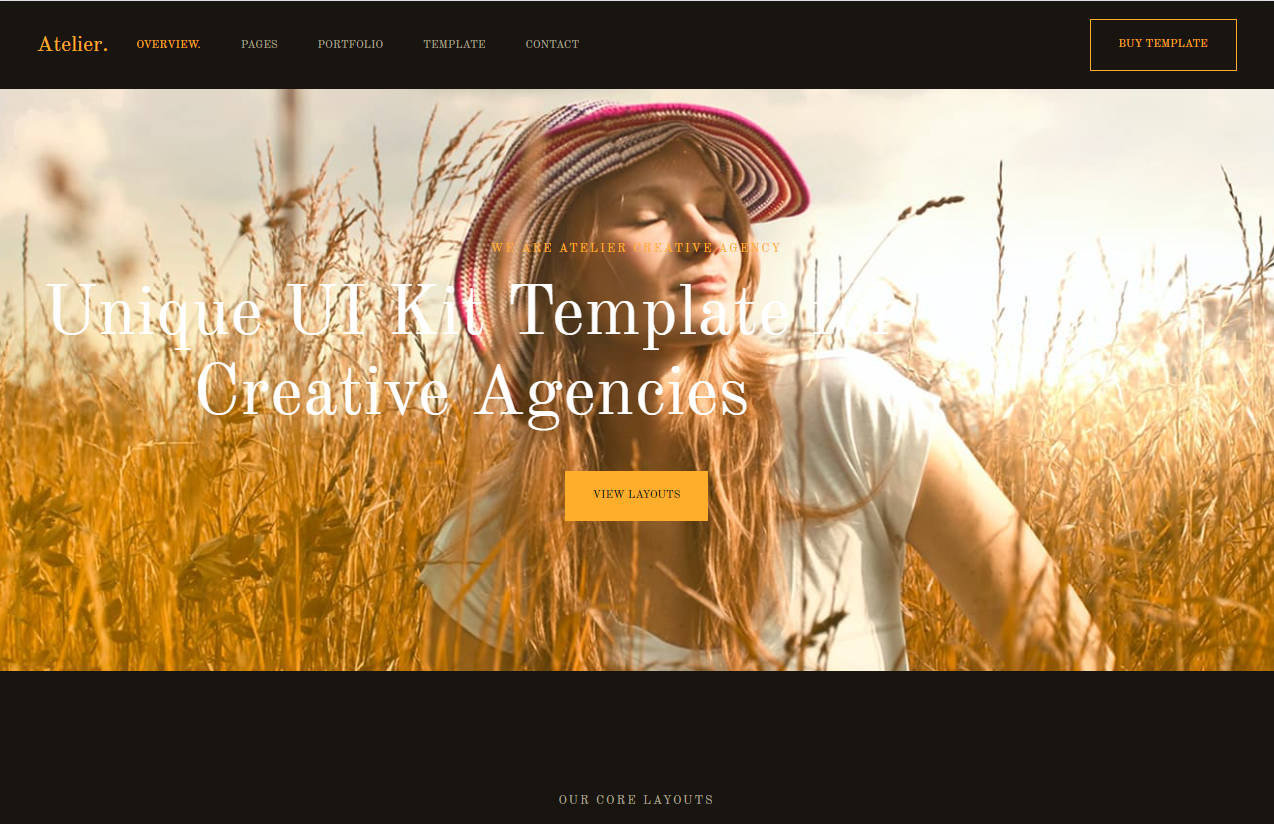 Atelier.
OVERVIEW.
PAGES
PORTFOLIO
TEMPLATE
CONTACT
BUY TEMPLATE
WE ARE ATELIER CREATIVE AGENCY
Unique UI Kit Template for
Creative Agencies
VIEW LAYOUTS
OUR CORE LAYOUTS